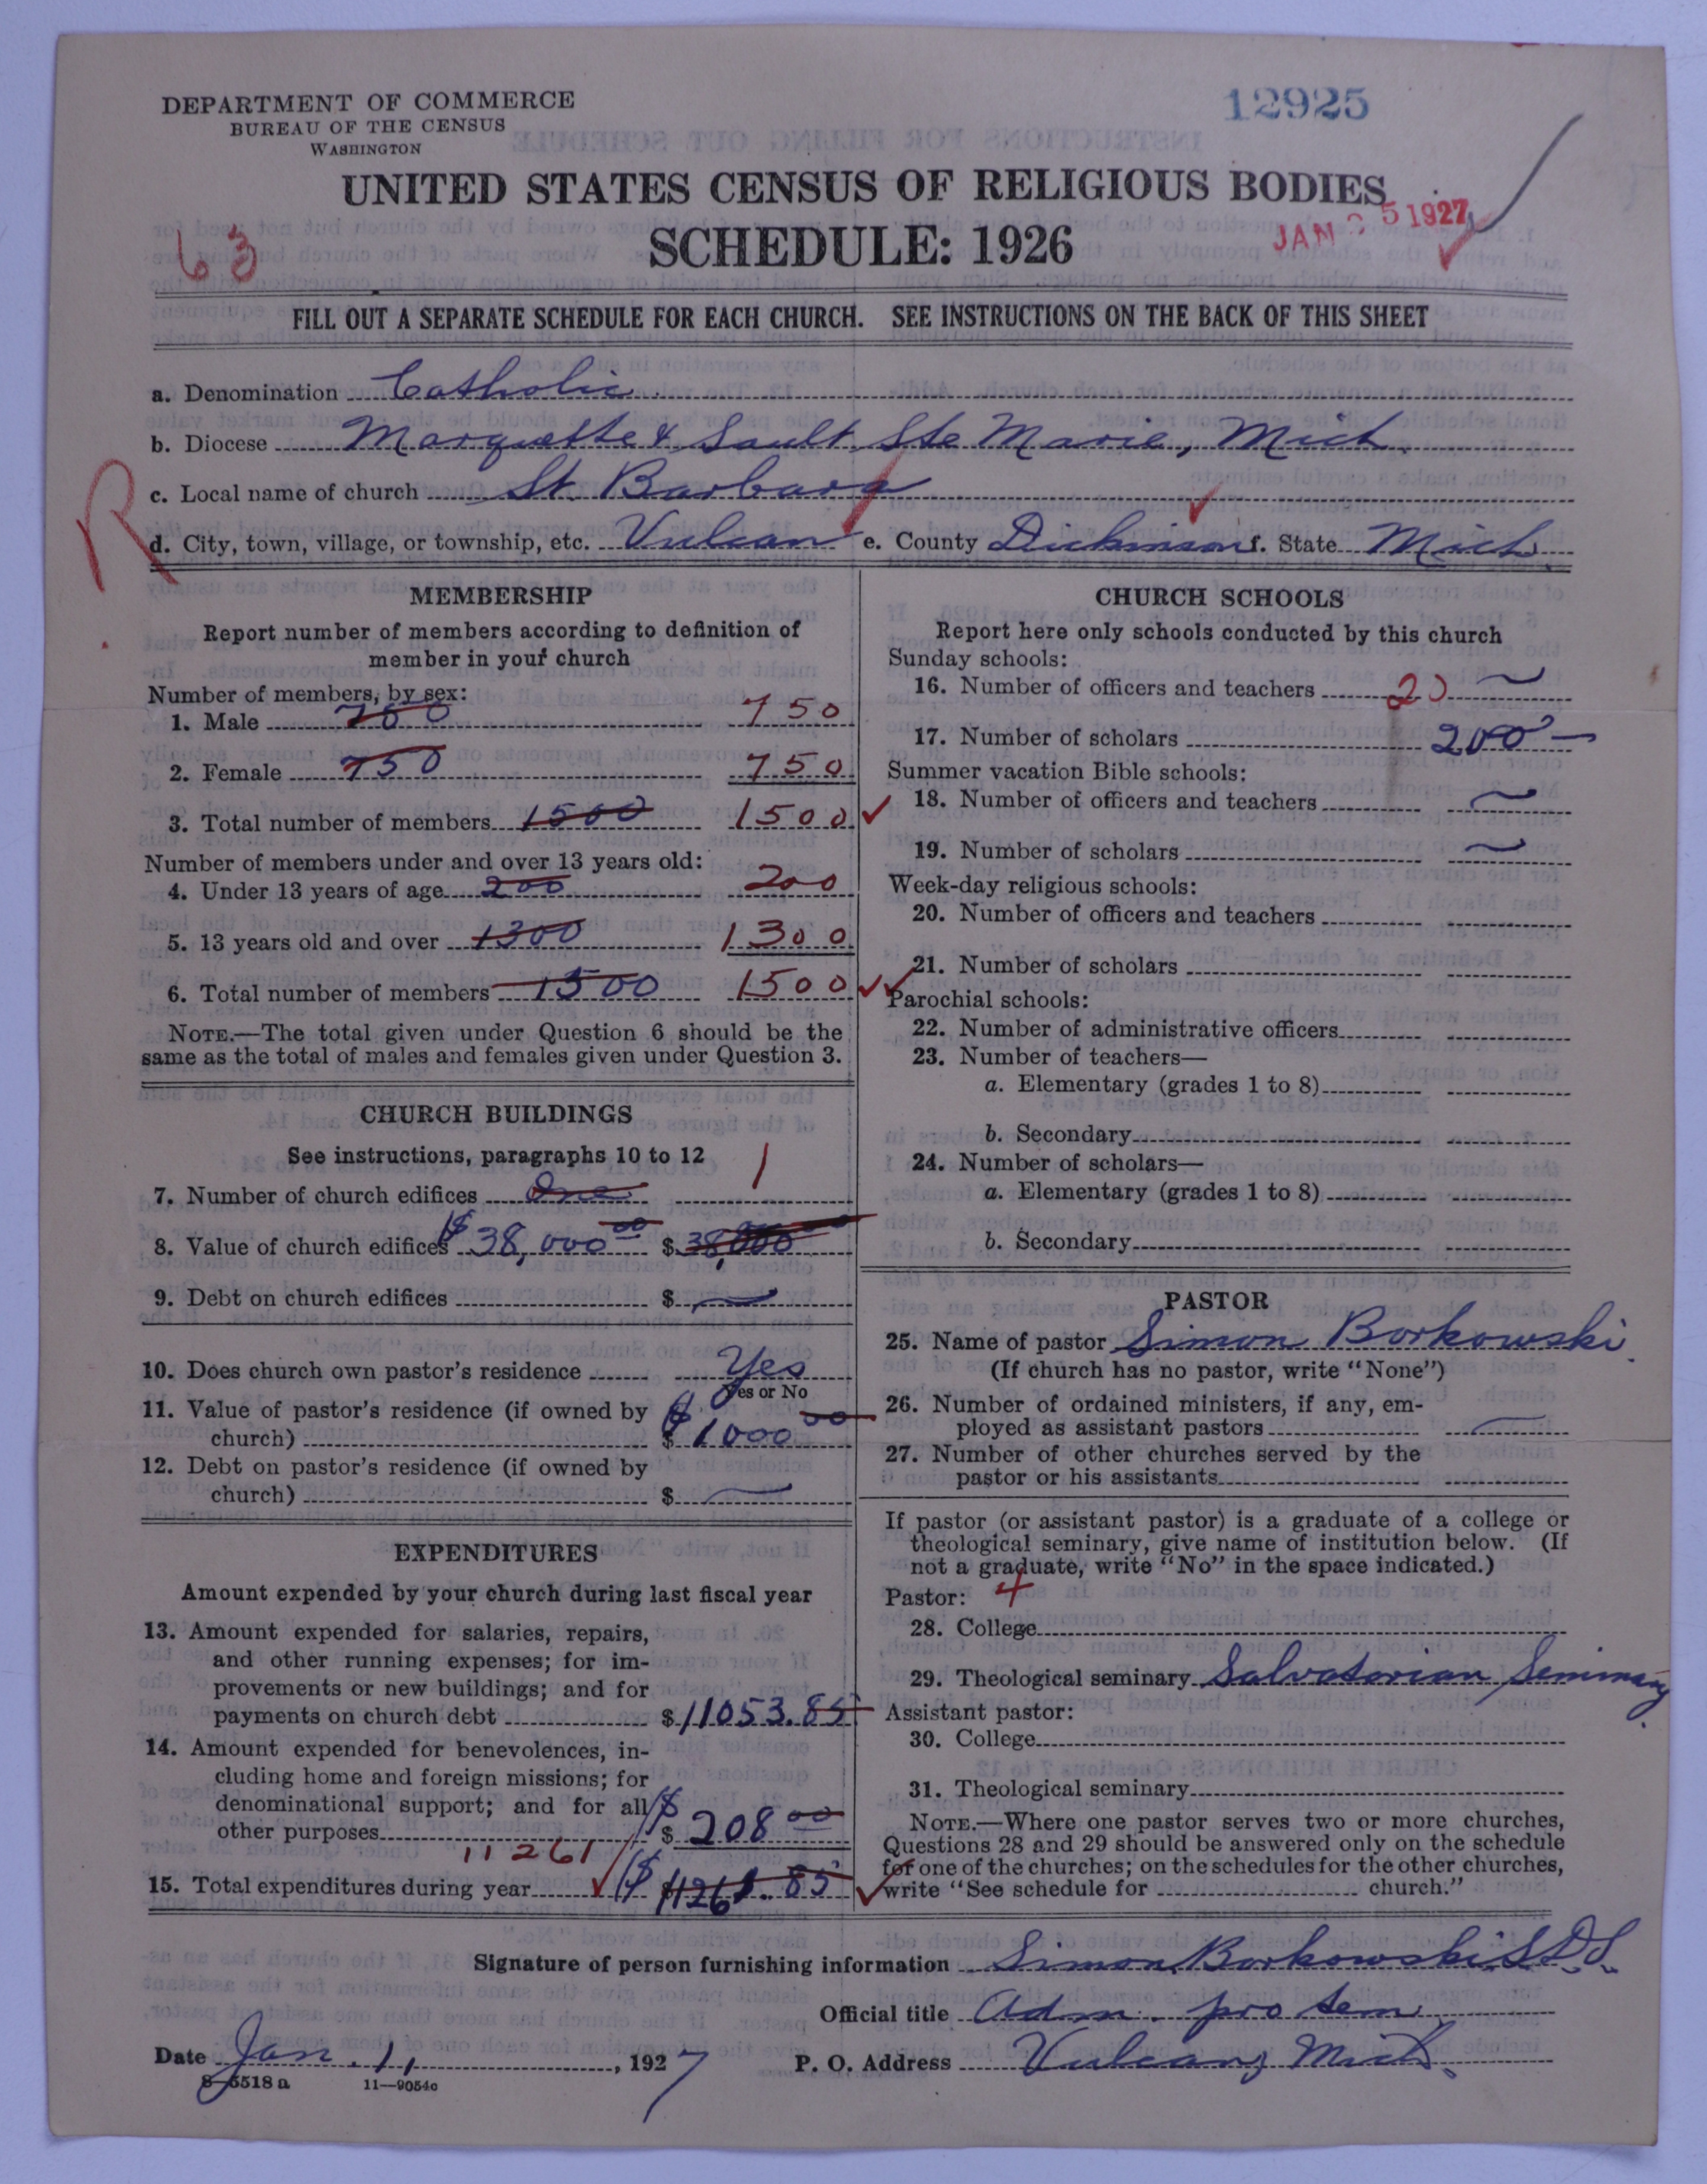 12925
DEPARTMENT OF COMMERCE
BUREAU OF THE CENSUS
WASHINGTON
UNITED STATES CENSUS OF RELIGIOUS BODIES
SCHEDULE: 1926
JAN 25 1927
63
FILL OUT A SEPARATE SCHEDULE FOR EACH CHURCH. SEE INSTRUCTIONS ON THE BACK OF THIS SHEET
a. Denomination Catholic
b. Diocese Marquette & Sault Ste Marie, Mich.
R
c. Local name of church St Barbara
d. City, town, village, or township, etc. Vulcan e. County Dickinson f. State Mich.
MEMBERSHIP
Report number of members according to definition of
member in your church
Number of members, by sex:
1. Male 750 750
2. Female 750 750
3. Total number of members 1500 1500
Number of members under and over 13 years old:
4. Under 13 years of age 200 200
5. 13 years old and over 1300 1300
6. Total number of members 1500 1500
NOTE.—The total given under Question 6 should be the
same as the total of males and females given under Question 3.
CHURCH BUILDINGS
See instructions, paragraphs 10 to 12
7. Number of church edifices One 1
8. Value of church edifices $38,000 00 $ 38,000
9. Debt on church edifices $ —
10. Does church own pastor's residence Yes
Yes or No
11. Value of pastor's residence (if owned by
church) $ $1000 00
12. Debt on pastor's residence (if owned by
church) $ —
EXPENDITURES
Amount expended by your church during last fiscal year
13. Amount expended for salaries, repairs,
and other running expenses; for im-
provements or new buildings; and for
payments on church debt $ 11053.85
14. Amount expended for benevolences, in-
cluding home and foreign missions; for
denominational support; and for all
other purposes $ $ 208 00
11261
15. Total expenditures during year $ $11261.85
CHURCH SCHOOLS
Report here only schools conducted by this church
Sunday schools:
16. Number of officers and teachers 20 —
17. Number of scholars 200 —
Summer vacation Bible schools:
18. Number of officers and teachers —
19. Number of scholars —
Week-day religious schools:
20. Number of officers and teachers
21. Number of scholars
Parochial schools:
22. Number of administrative officers
23. Number of teachers—
a. Elementary (grades 1 to 8)
b. Secondary
24. Number of scholars—
a. Elementary (grades 1 to 8)
b. Secondary
PASTOR
25. Name of pastor Simon Borkowski
(If church has no pastor, write "None")
26. Number of ordained ministers, if any, em-
ployed as assistant pastors —
27. Number of other churches served by the
pastor or his assistants
If pastor (or assistant pastor) is a graduate of a college or
theological seminary, give name of institution below. (If
not a graduate, write "No" in the space indicated.)
Pastor: 4
28. College
29. Theological seminary Salvatorian Seminary
Assistant pastor:
30. College
31. Theological seminary
NOTE.—Where one pastor serves two or more churches,
Questions 28 and 29 should be answered only on the schedule
for one of the churches; on the schedules for the other churches,
write "See schedule for church."
Signature of person furnishing information Simon Borkowski S.D.S.
Official title Adm. pro tem.
Date Jan. 11, 1927 P. O. Address Vulcan, Mich.
8—5518a 11—9054c